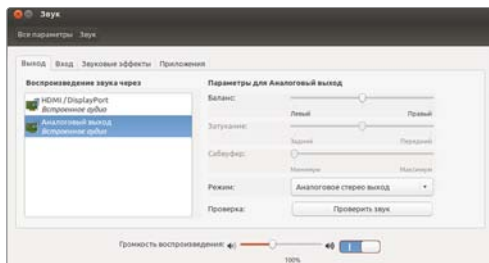 Звук
Все параметры Звук
Выход Вход Звуковые эффекты Приложения
Воспроизведение звука через
HDMI / DisplayPort
Встроенное аудио
Аналоговый выход
Встроенное аудио
Параметры для Аналоговый выход
Баланс:
Левый Правый
Затухание:
Задний Передний
Сабвуфер:
Минимум Максимум
Режим: Аналоговое стерео выход
Проверка: Проверить звук
Громкость воспроизведения:
100%